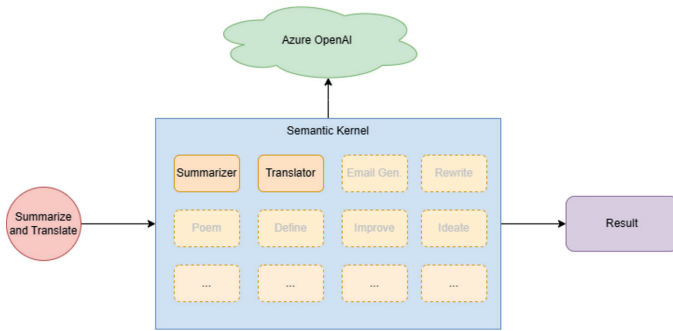 Azure OpenAI
Semantic Kernel
Summarizer
Translator
Email Gen.
Rewrite
Summarize
and Translate
Poem
Define
Improve
Ideate
Result
...
...
...
...